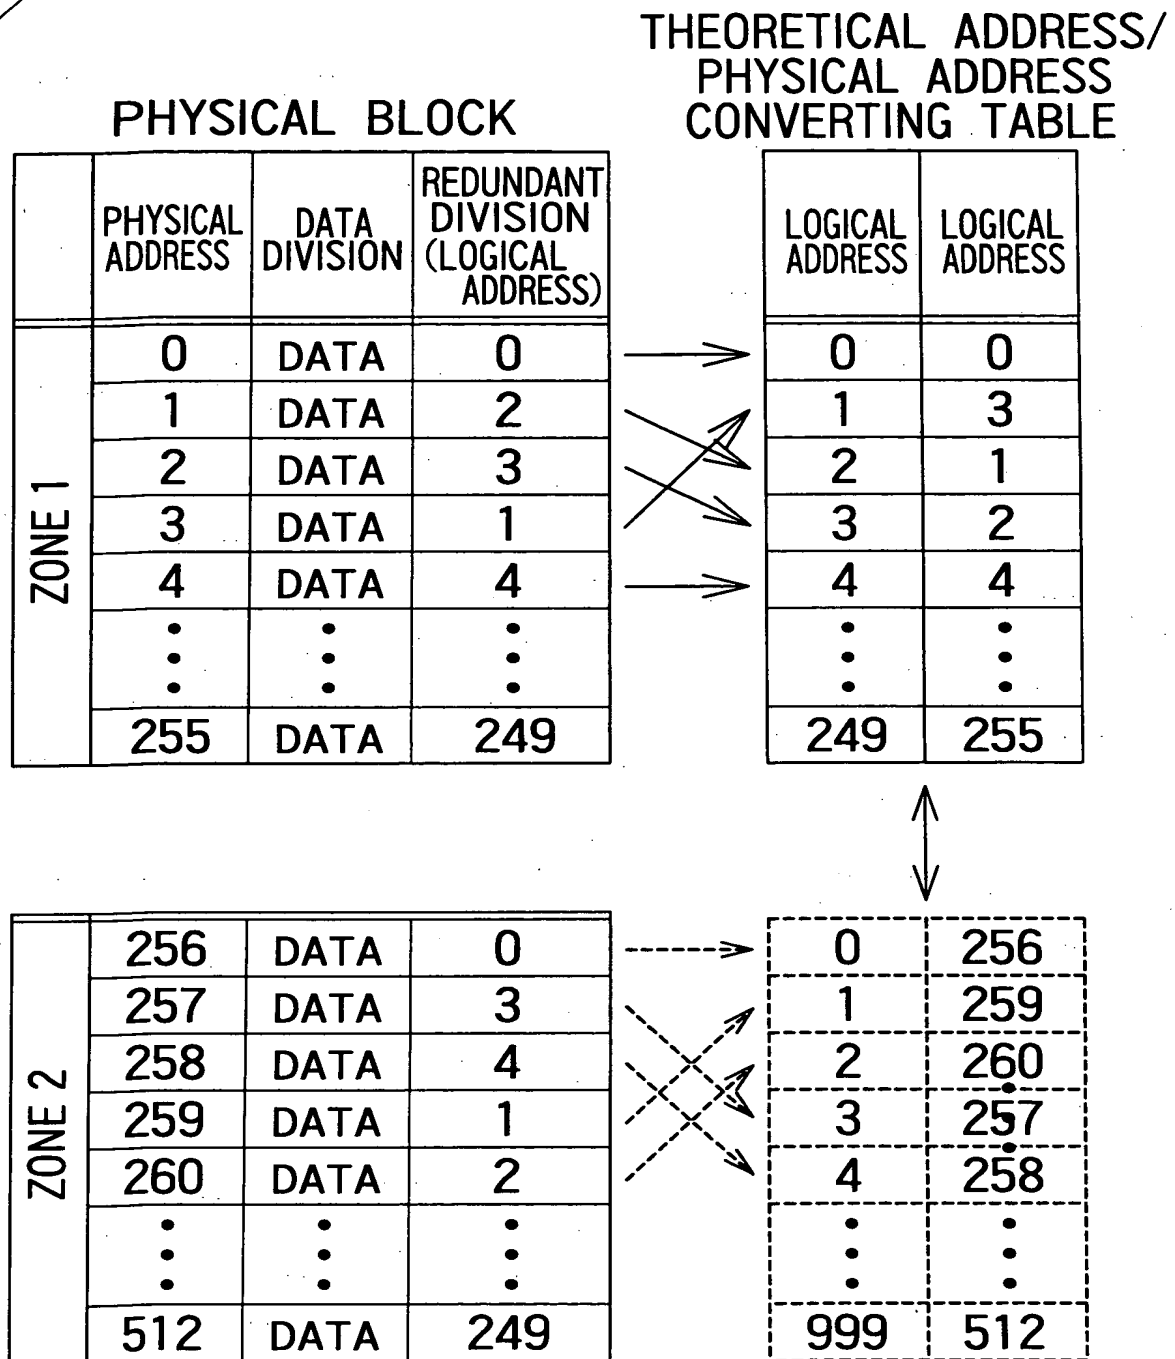 THEORETICAL ADDRESS/
PHYSICAL ADDRESS
CONVERTING TABLE
PHYSICAL BLOCK
PHYSICAL ADDRESS DATA DIVISION REDUNDANT DIVISION (LOGICAL ADDRESS)
ZONE 1
0 DATA 0
1 DATA 2
2 DATA 3
3 DATA 1
4 DATA 4
255 DATA 249
LOGICAL ADDRESS LOGICAL ADDRESS
0 0
1 3
2 1
3 2
4 4
249 255
ZONE 2
256 DATA 0
257 DATA 3
258 DATA 4
259 DATA 1
260 DATA 2
512 DATA 249
0 256
1 259
2 260
3 257
4 258
999 512